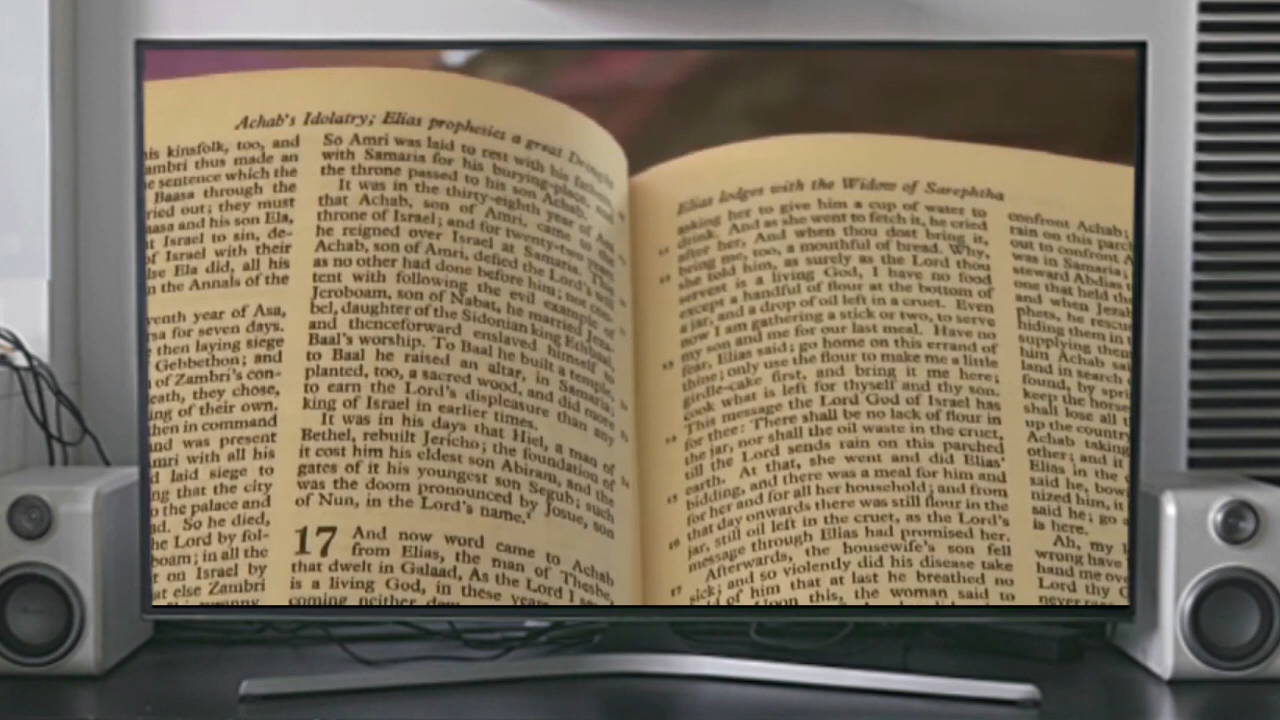 Achab's Idolatry; Elias prophesies a great
his kinsfolk, too, and
ambri thus made an
e sentence which the
Baasa through the
ried out; they must
aasa and his son Ela,
t Israel to sin, de-
f Israel with their
lse Ela did, all his
n the Annals of the
venth year of Asa,
sa for seven days.
then laying siege
Gebbethon; and
of Zambri's con-
eath, they chose,
ing of their own.
hen in command
nd was present
mri with all his
d laid siege to
ng that the city
o the palace and
d. So he died,
he Lord by fol-
boam; in all the
t on Israel by
at else Zambri
So Amri was laid to rest with his fathers
with Samaria for his burying-place, and
the throne passed to his son Achab.
It was in the thirty-eighth year of Asa
that Achab, son of Amri, came to the
throne of Israel; and for twenty-two years
he reigned over Israel at Samaria. This
Achab, son of Amri, defied the Lord's will
as no other had done before him; not con-
tent with following the evil example of
Jeroboam, son of Nabat, he married Jeza-
bel, daughter of the Sidonian king Ethbaal,
and thenceforward enslaved himself to
Baal's worship. To Baal he built a temple,
to Baal he raised an altar, in Samaria;
planted, too, a sacred wood, and did more
to earn the Lord's displeasure than any
king of Israel in earlier times.
It was in his days that Hiel, a man of
Bethel, rebuilt Jericho; the foundation of
it cost him his eldest son Abiram, and the
gates of it his youngest son Segub; such
was the doom pronounced by Josue, son
of Nun, in the Lord's name.
17 And now word came to Achab
from Elias, the man of Thesbe,
that dwelt in Galaad, As the Lord I
is a living God, in these years
coming neither
Elias lodges with the Widow of Sarephtha
asking her to give him a cup of water to
drink. And as she went to fetch it, he cried
after her, And when thou dost bring it,
being me, too, a mouthful of bread. Why,
she told him, as surely as the Lord thou
servest is a living God, I have no food
except a handful of flour at the bottom of
a jar, and a drop of oil left in a cruet. Even
now I am gathering a stick or two, to serve
my son and me for our last meal. Have no
fear, Elias said; go home on this errand of
thine; only use the flour to make me a little
girdle-cake first, and bring it me here;
cook what is left for thyself and thy son.
This message the Lord God of Israel has
for thee: There shall be no lack of flour in
the jar, nor shall the oil waste in the cruet,
till the Lord sends rain on this parched
earth. At that, she went and did Elias'
bidding, and there was a meal for him and
for her and for all her household; and from
that day onwards there was still flour in the
jar, still oil left in the cruet, as the Lord's
message through Elias had promised her.
Afterwards, the housewife's son fell
sick; and so violently did his disease take
of him that at last he breathed no
Upon this, the woman said to
confront Achab;
rain on this parc
out to confront A
was in Samaria;
steward Abdias
one that held th
and when Jezab
phets, he rescue
hiding them in
supplying them
him Achab sai
land in search
found, by spri
keep the horse
shall lose all t
up the country
Achab taking
other; and it
Elias in the
said he, bow
nized him, it
said he; go a
is here.
Ah, my l
wrong have
hand me ove
Lord thy G
never